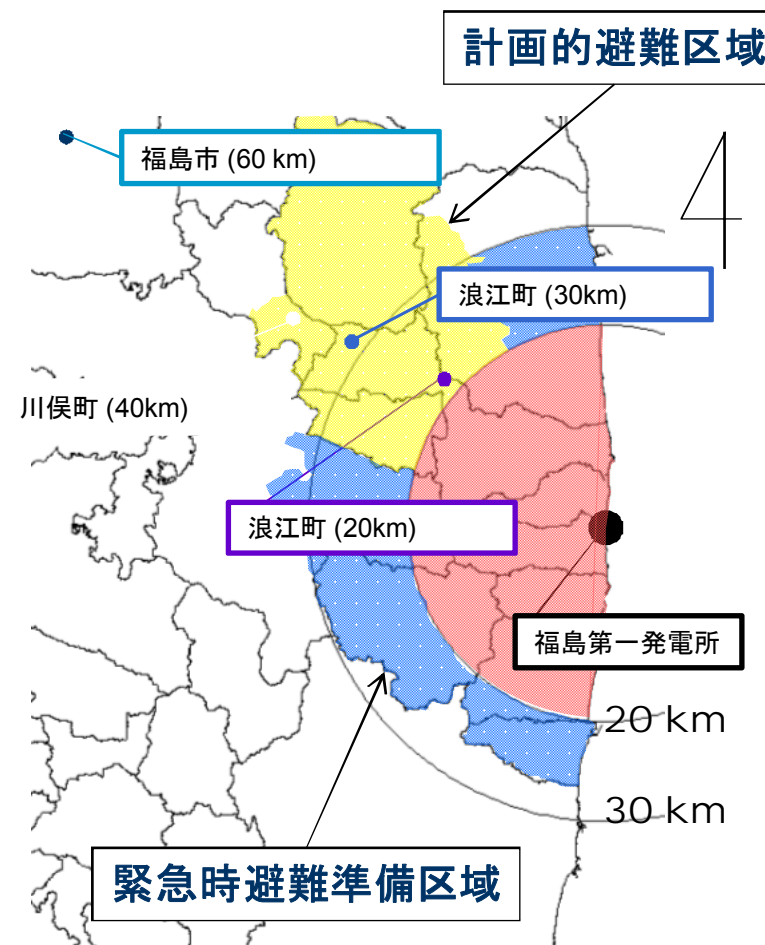 計画的避難区域
福島市 (60 km)
浪江町 (30km)
川俣町 (40km)
浪江町 (20km)
福島第一発電所
20 km
30 km
緊急時避難準備区域